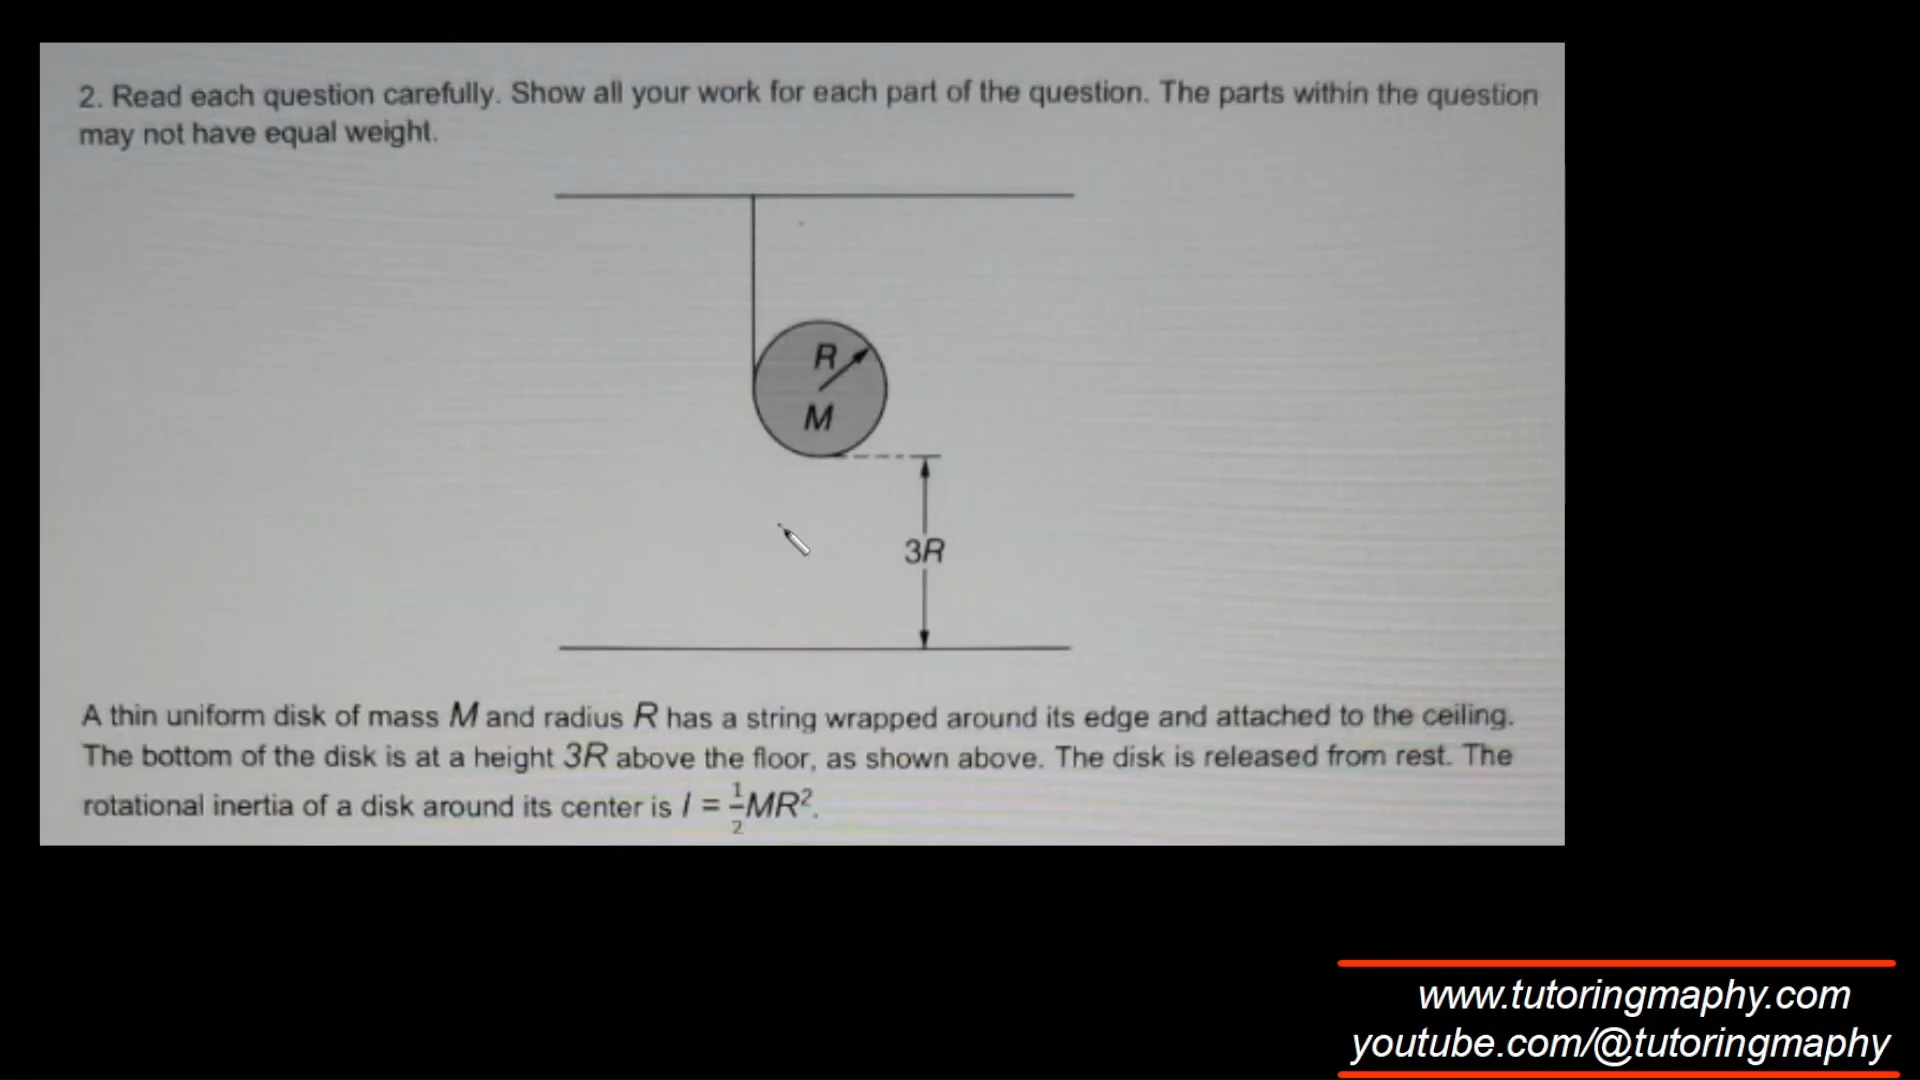 2. Read each question carefully. Show all your work for each part of the question. The parts within the question
may not have equal weight.
R
M
3R
A thin uniform disk of mass M and radius R has a string wrapped around its edge and attached to the ceiling.
The bottom of the disk is at a height 3R above the floor, as shown above. The disk is released from rest. The
rotational inertia of a disk around its center is I = ½MR².
www.tutoringmaphy.com
youtube.com/@tutoringmaphy